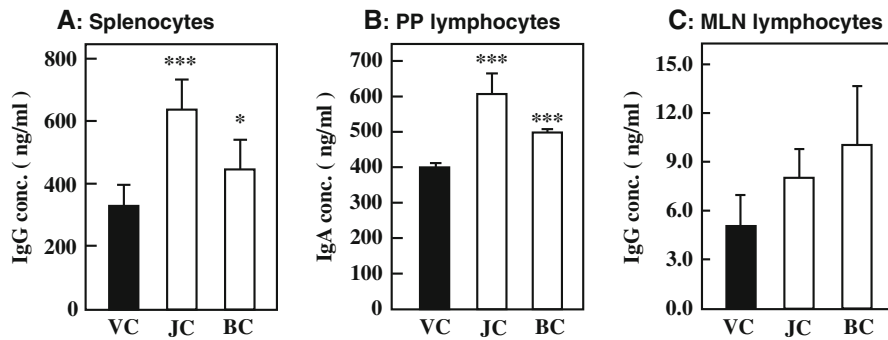 A: Splenocytes
IgG conc. ( ng/ml )
800
600
400
200
0
***
*
VC JC BC
B: PP lymphocytes
IgA conc. ( ng/ml )
700
600
500
400
300
200
100
0
***
***
VC JC BC
C: MLN lymphocytes
IgG conc. ( ng/ml )
15.0
12.0
9.0
6.0
3.0
0.0
VC JC BC